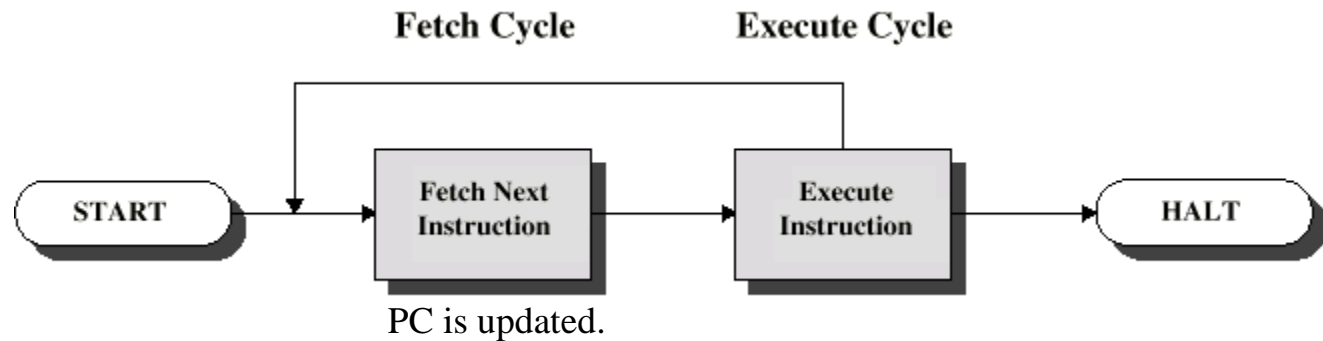 Fetch Cycle
Execute Cycle
START
Fetch Next
Instruction
Execute
Instruction
HALT
PC is updated.